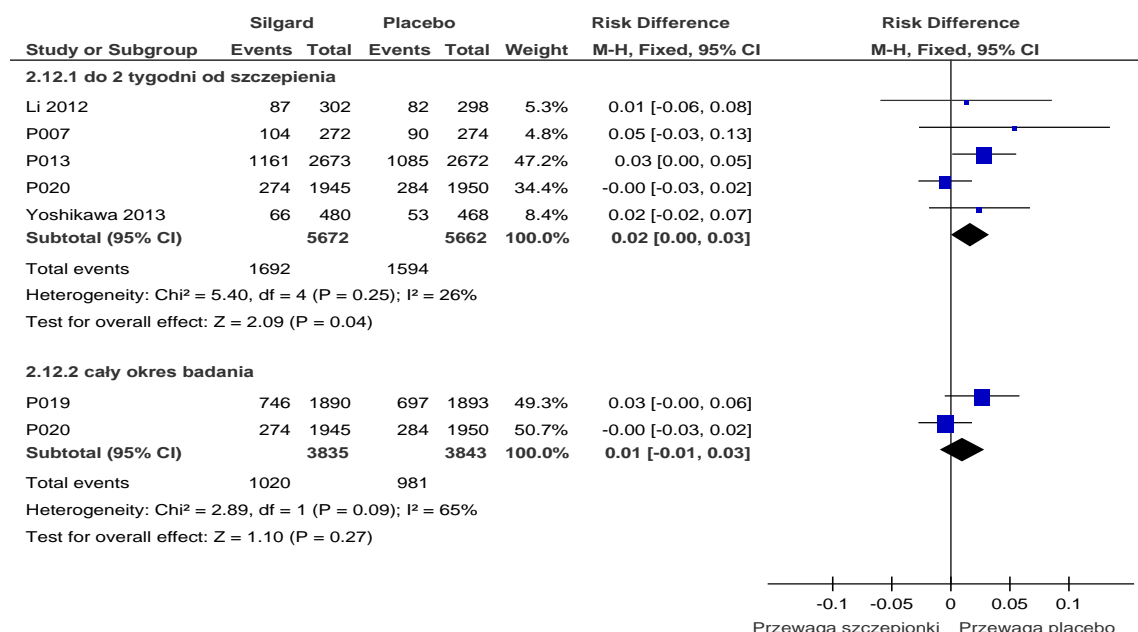 Silgard Placebo Risk Difference Risk Difference
Study or Subgroup Events Total Events Total Weight M-H, Fixed, 95% CI M-H, Fixed, 95% CI
2.12.1 do 2 tygodni od szczepienia
Li 2012 87 302 82 298 5.3% 0.01 [-0.06, 0.08]
P007 104 272 90 274 4.8% 0.05 [-0.03, 0.13]
P013 1161 2673 1085 2672 47.2% 0.03 [0.00, 0.05]
P020 274 1945 284 1950 34.4% -0.00 [-0.03, 0.02]
Yoshikawa 2013 66 480 53 468 8.4% 0.02 [-0.02, 0.07]
Subtotal (95% CI) 5672 5662 100.0% 0.02 [0.00, 0.03]
Total events 1692 1594
Heterogeneity: Chi² = 5.40, df = 4 (P = 0.25); I² = 26%
Test for overall effect: Z = 2.09 (P = 0.04)
2.12.2 cały okres badania
P019 746 1890 697 1893 49.3% 0.03 [-0.00, 0.06]
P020 274 1945 284 1950 50.7% -0.00 [-0.03, 0.02]
Subtotal (95% CI) 3835 3843 100.0% 0.01 [-0.01, 0.03]
Total events 1020 981
Heterogeneity: Chi² = 2.89, df = 1 (P = 0.09); I² = 65%
Test for overall effect: Z = 1.10 (P = 0.27)
-0.1 -0.05 0 0.05 0.1
Przewaga szczepionki Przewaga placebo